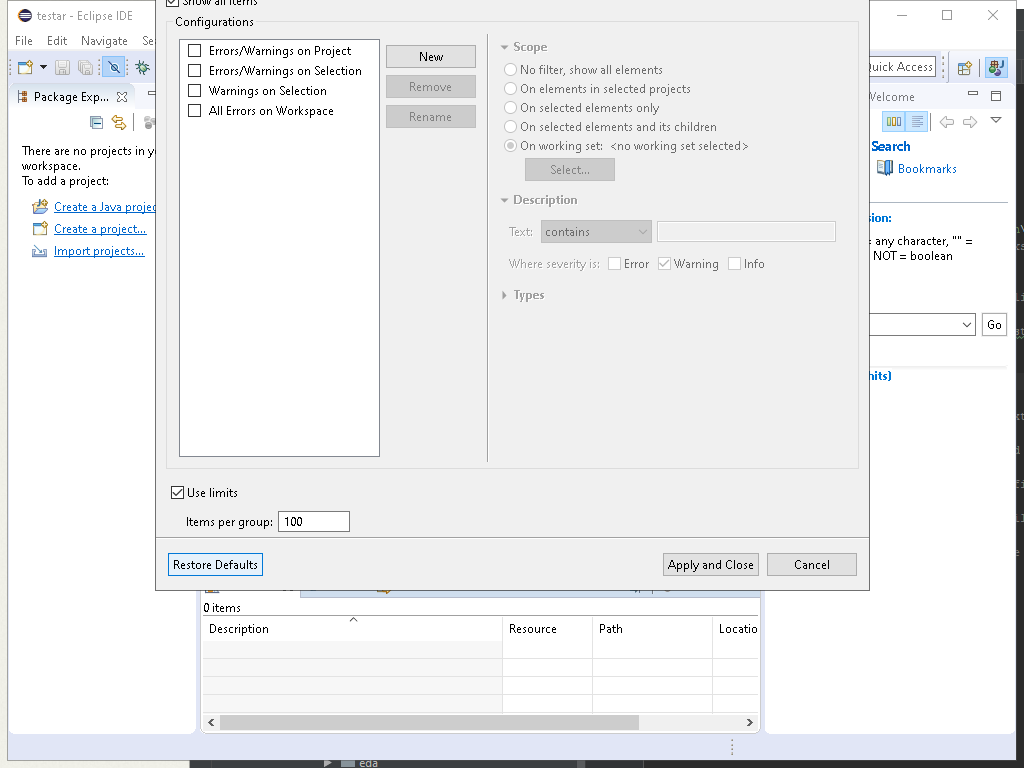 testar - Eclipse IDE
File Edit Navigate Se
Package Exp...
There are no projects in y
workspace.
To add a project:
Create a Java projec
Create a project...
Import projects...
Show all items
Configurations
Errors/Warnings on Project
Errors/Warnings on Selection
Warnings on Selection
All Errors on Workspace
New
Remove
Rename
Scope
No filter, show all elements
On elements in selected projects
On selected elements only
On selected elements and its children
On working set: <no working set selected>
Select...
Description
Text: contains
Where severity is: Error Warning Info
Types
Use limits
Items per group: 100
Restore Defaults
Apply and Close
Cancel
Quick Access
Welcome
Search
Bookmarks
sion:
= any character, "" =
NOT = boolean
Go
hits)
0 items
Description Resource Path Locatio
eda